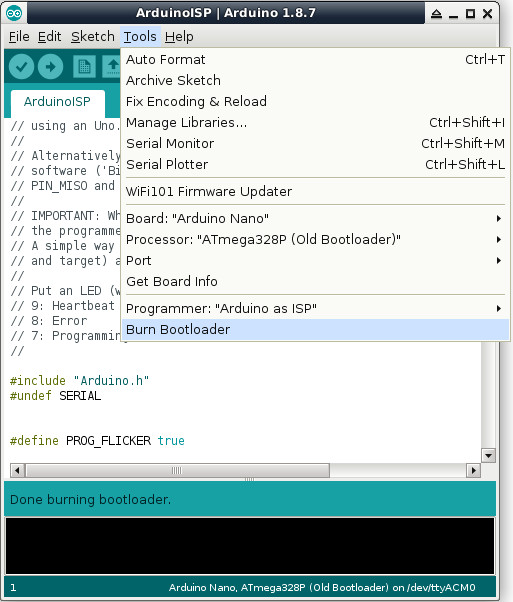 ArduinoISP | Arduino 1.8.7
File Edit Sketch Tools Help
ArduinoISP
Auto Format Ctrl+T
Archive Sketch
Fix Encoding & Reload
Manage Libraries... Ctrl+Shift+I
Serial Monitor Ctrl+Shift+M
Serial Plotter Ctrl+Shift+L
WiFi101 Firmware Updater
Board: "Arduino Nano"
Processor: "ATmega328P (Old Bootloader)"
Port
Get Board Info
Programmer: "Arduino as ISP"
Burn Bootloader
// using an Uno.
//
// Alternatively
// software ('Bi
// PIN_MISO and
//
// IMPORTANT: Wh
// the programme
// A simple way
// and target) a
//
// Put an LED (w
// 9: Heartbeat
// 8: Error
// 7: Programmin
//
#include "Arduino.h"
#undef SERIAL
#define PROG_FLICKER true
Done burning bootloader.
1 Arduino Nano, ATmega328P (Old Bootloader) on /dev/ttyACM0